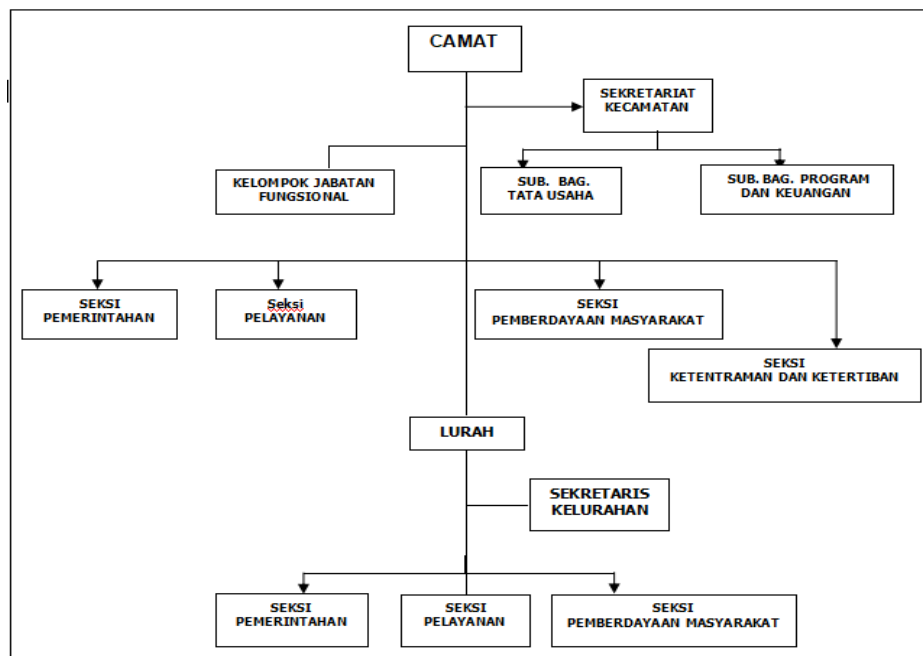 CAMAT
SEKRETARIAT
KECAMATAN
KELOMPOK JABATAN
FUNGSIONAL
SUB. BAG.
TATA USAHA
SUB. BAG. PROGRAM
DAN KEUANGAN
SEKSI
PEMERINTAHAN
Seksi
PELAYANAN
SEKSI
PEMBERDAYAAN MASYARAKAT
SEKSI
KETENTRAMAN DAN KETERTIBAN
LURAH
SEKRETARIS
KELURAHAN
SEKSI
PEMERINTAHAN
SEKSI
PELAYANAN
SEKSI
PEMBERDAYAAN MASYARAKAT